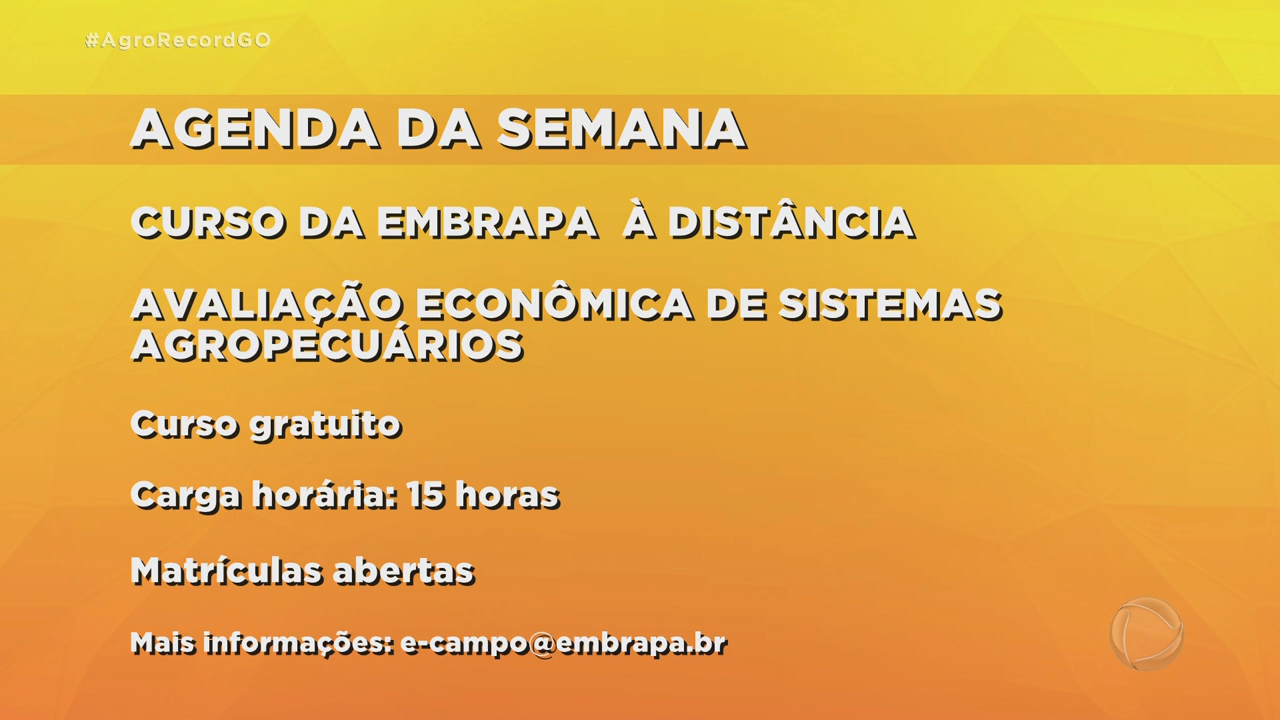 #AgroRecordGO
AGENDA DA SEMANA
CURSO DA EMBRAPA À DISTÂNCIA
AVALIAÇÃO ECONÔMICA DE SISTEMAS
AGROPECUÁRIOS
Curso gratuito
Carga horária: 15 horas
Matrículas abertas
Mais informações: e-campo@embrapa.br